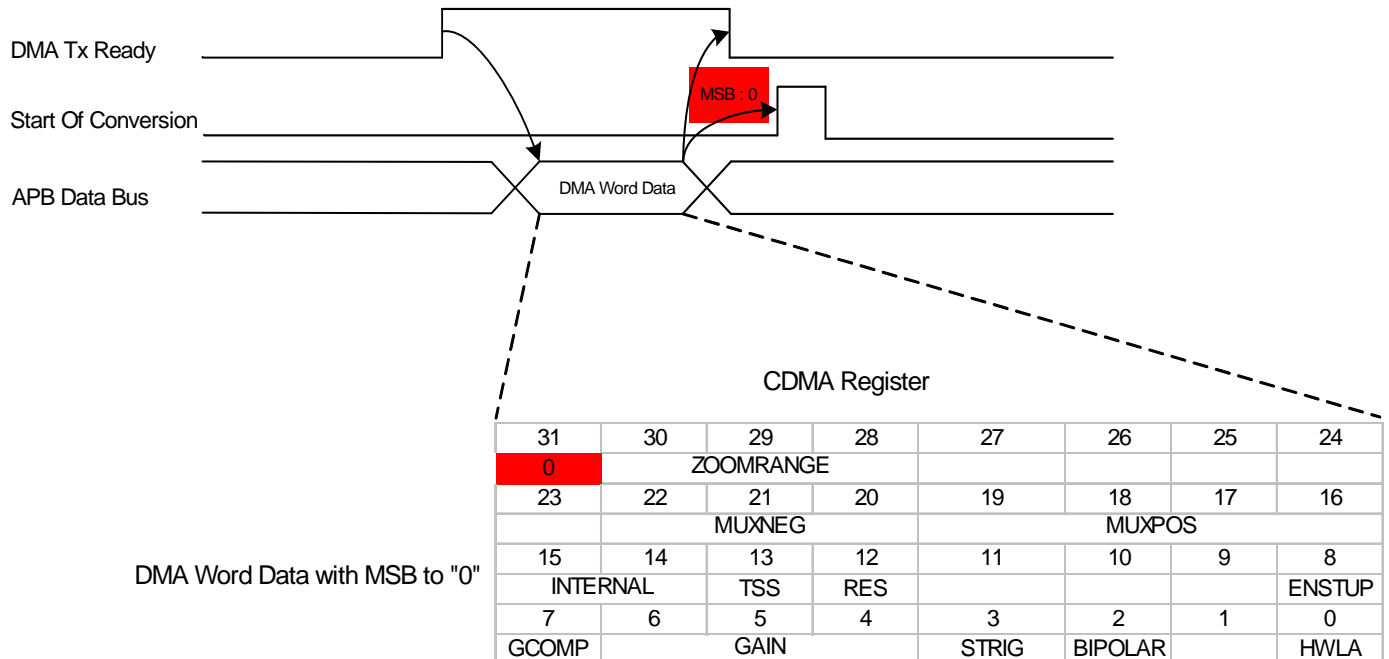 DMA Tx Ready
MSB : 0
Start Of Conversion
APB Data Bus
DMA Word Data
CDMA Register
31 30 29 28 27 26 25 24
0 ZOOMRANGE
23 22 21 20 19 18 17 16
MUXNEG MUXPOS
15 14 13 12 11 10 9 8
DMA Word Data with MSB to "0"
INTERNAL TSS RES ENSTUP
7 6 5 4 3 2 1 0
GCOMP GAIN STRIG BIPOLAR HWLA